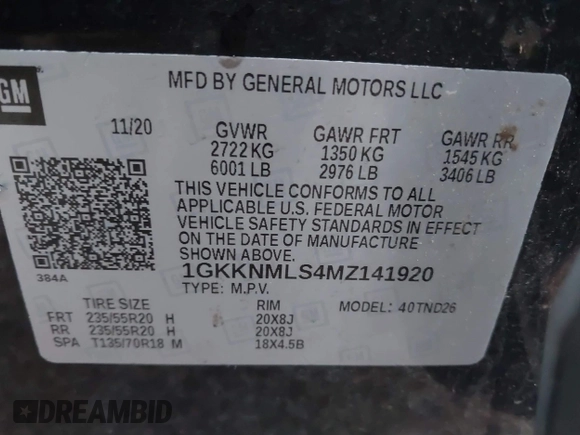 GM
MFD BY GENERAL MOTORS LLC
11/20 GVWR GAWR FRT GAWR RR
2722 KG 1350 KG 1545 KG
6001 LB 2976 LB 3406 LB
THIS VEHICLE CONFORMS TO ALL
APPLICABLE U.S. FEDERAL MOTOR
VEHICLE SAFETY STANDARDS IN EFFECT
ON THE DATE OF MANUFACTURE
SHOWN ABOVE.
384A
1GKKNMLS4MZ141920
TYPE: M.P.V. MODEL: 40TND26
TIRE SIZE RIM
FRT 235/55R20 H 20X8J
RR 235/55R20 H 20X8J
SPA T135/70R18 M 18X4.5B
DREAMBID